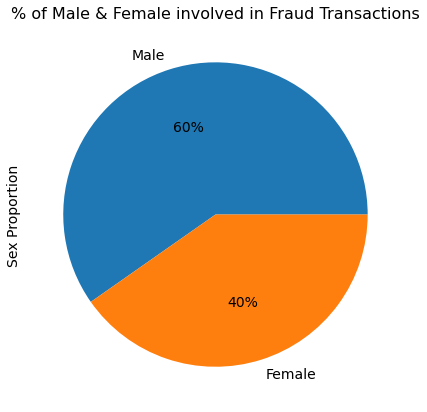 % of Male & Female involved in Fraud Transactions
Male
60%
Sex Proportion
40%
Female